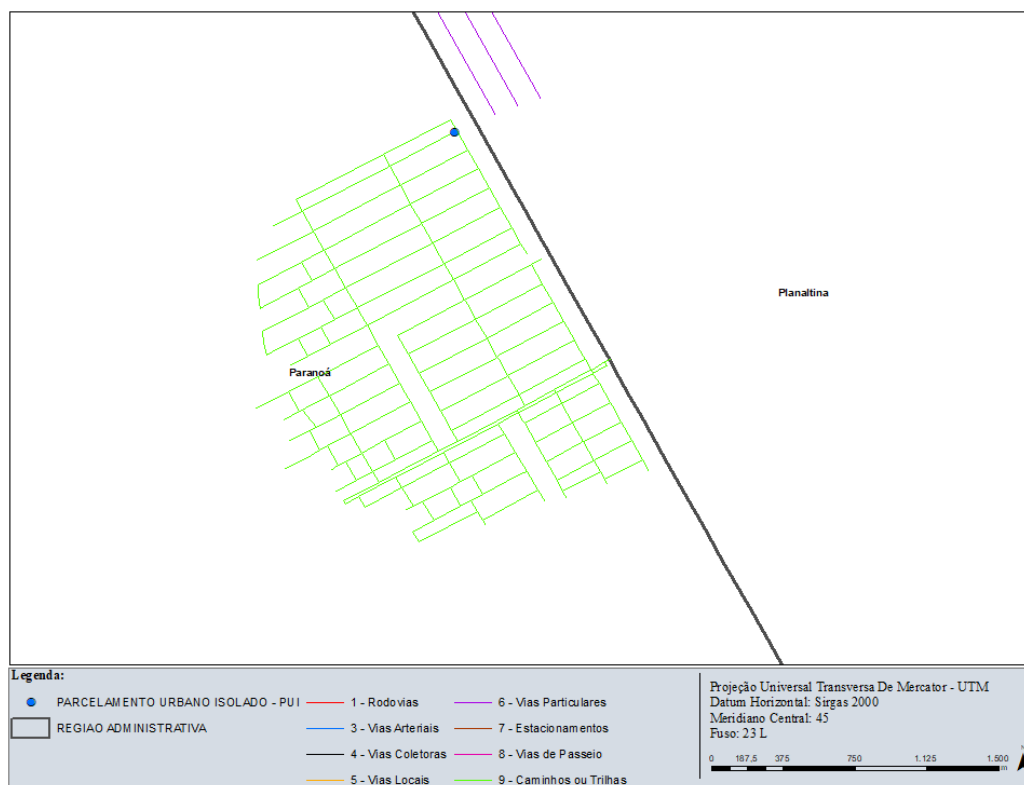 Planaltina
Paranoá
Legenda:
PARCELAMENTO URBANO ISOLADO - PUI
REGIAO ADMINISTRATIVA
1 - Rodovias
3 - Vias Arteriais
4 - Vias Coletoras
5 - Vias Locais
6 - Vias Particulares
7 - Estacionamentos
8 - Vias de Passeio
9 - Caminhos ou Trilhas
Projeção Universal Transversa De Mercator - UTM
Datum Horizontal: Sirgas 2000
Meridiano Central: 45
Fuso: 23 L
0 187,5 375 750 1.125 1.500
m